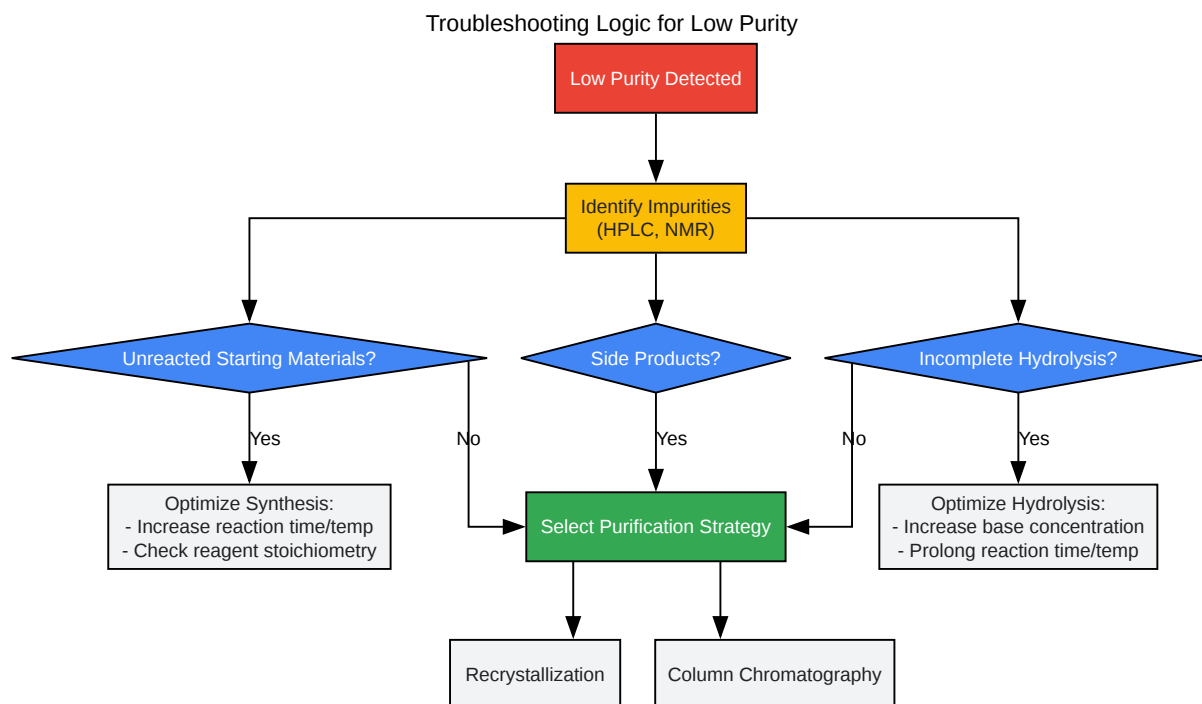 Troubleshooting Logic for Low Purity
Low Purity Detected
Identify Impurities
(HPLC, NMR)
Unreacted Starting Materials?
Side Products?
Incomplete Hydrolysis?
Yes
No
Yes
No
Yes
Optimize Synthesis:
- Increase reaction time/temp
- Check reagent stoichiometry
Select Purification Strategy
Optimize Hydrolysis:
- Increase base concentration
- Prolong reaction time/temp
Recrystallization
Column Chromatography